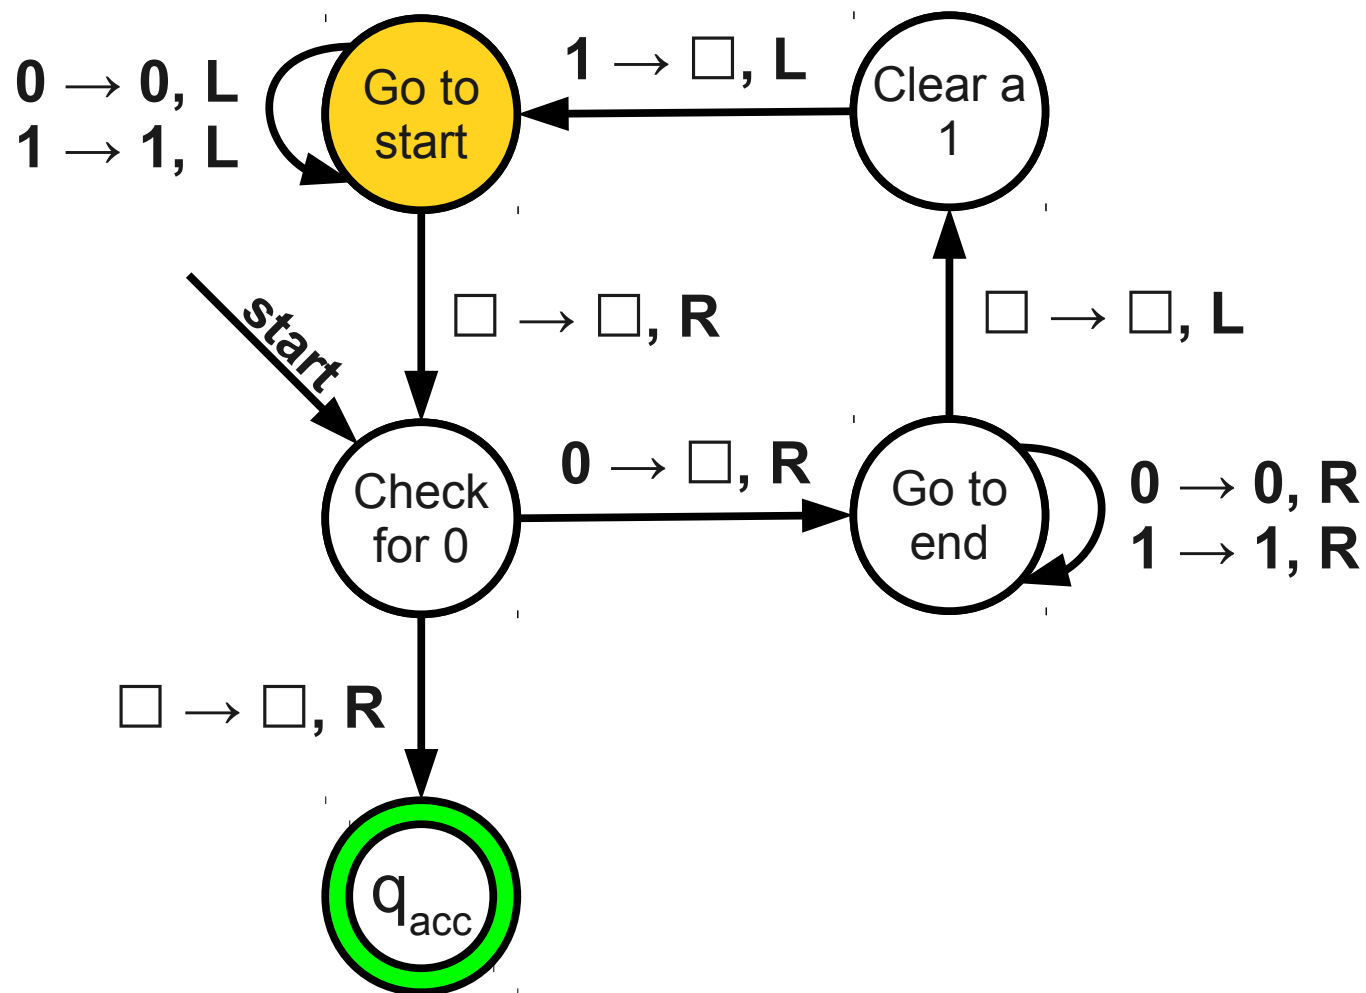 1 → □, L
Go to
start
Clear a
1
0 → 0, L
1 → 1, L
□ → □, R
□ → □, L
start
0 → □, R
Check
for 0
Go to
end
0 → 0, R
1 → 1, R
□ → □, R
qacc